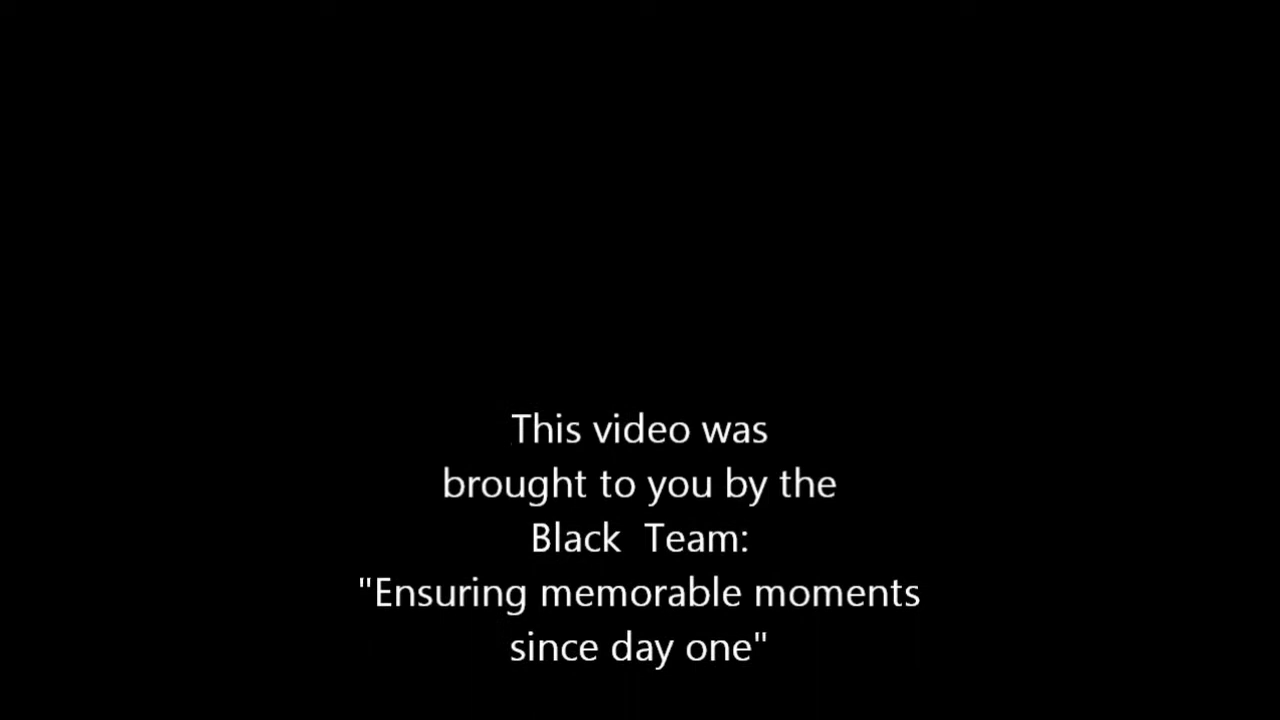 This video was
brought to you by the
Black  Team:
"Ensuring memorable moments
since day one"